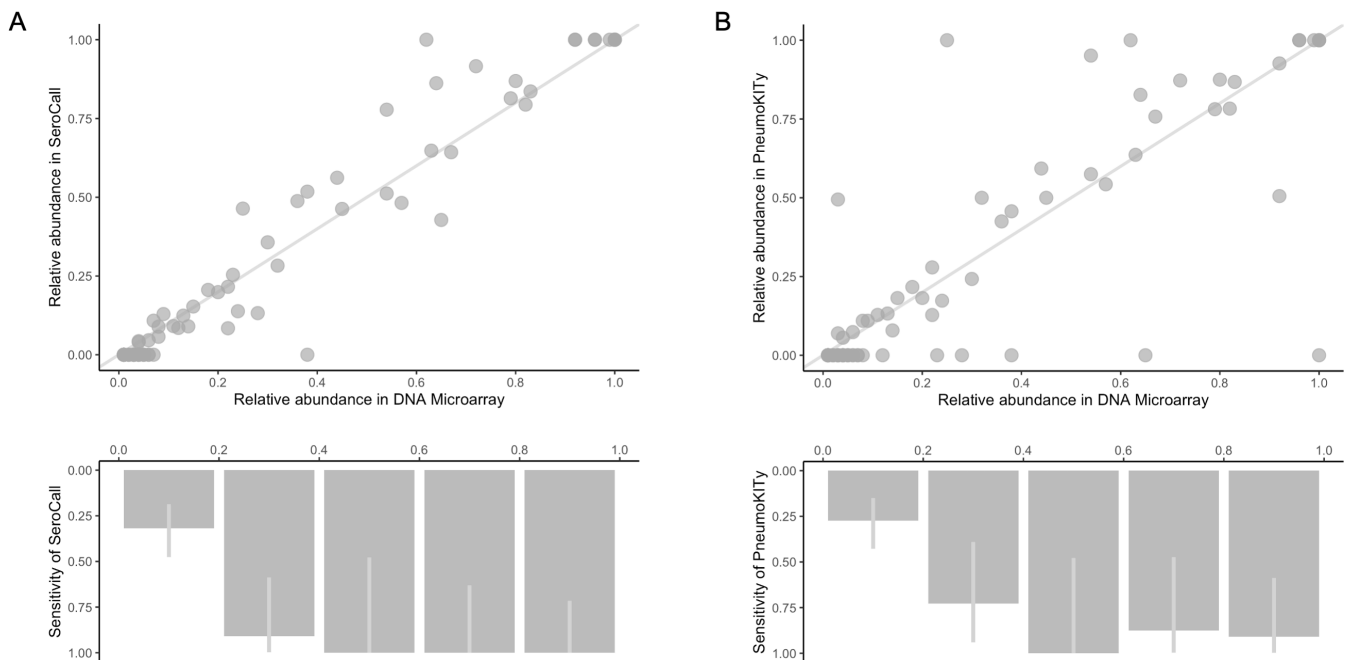 A
B
Relative abundance in SeroCall
1.00
0.75
0.50
0.25
0.00
0.0 0.2 0.4 0.6 0.8 1.0
Relative abundance in DNA Microarray
Relative abundance in PneumoKITy
1.00
0.75
0.50
0.25
0.00
0.0 0.2 0.4 0.6 0.8 1.0
Relative abundance in DNA Microarray
0.0 0.2 0.4 0.6 0.8 1.0
Sensitivity of SeroCall
0.00
0.25
0.50
0.75
1.00
0.0 0.2 0.4 0.6 0.8 1.0
Sensitivity of PneumoKITy
0.00
0.25
0.50
0.75
1.00